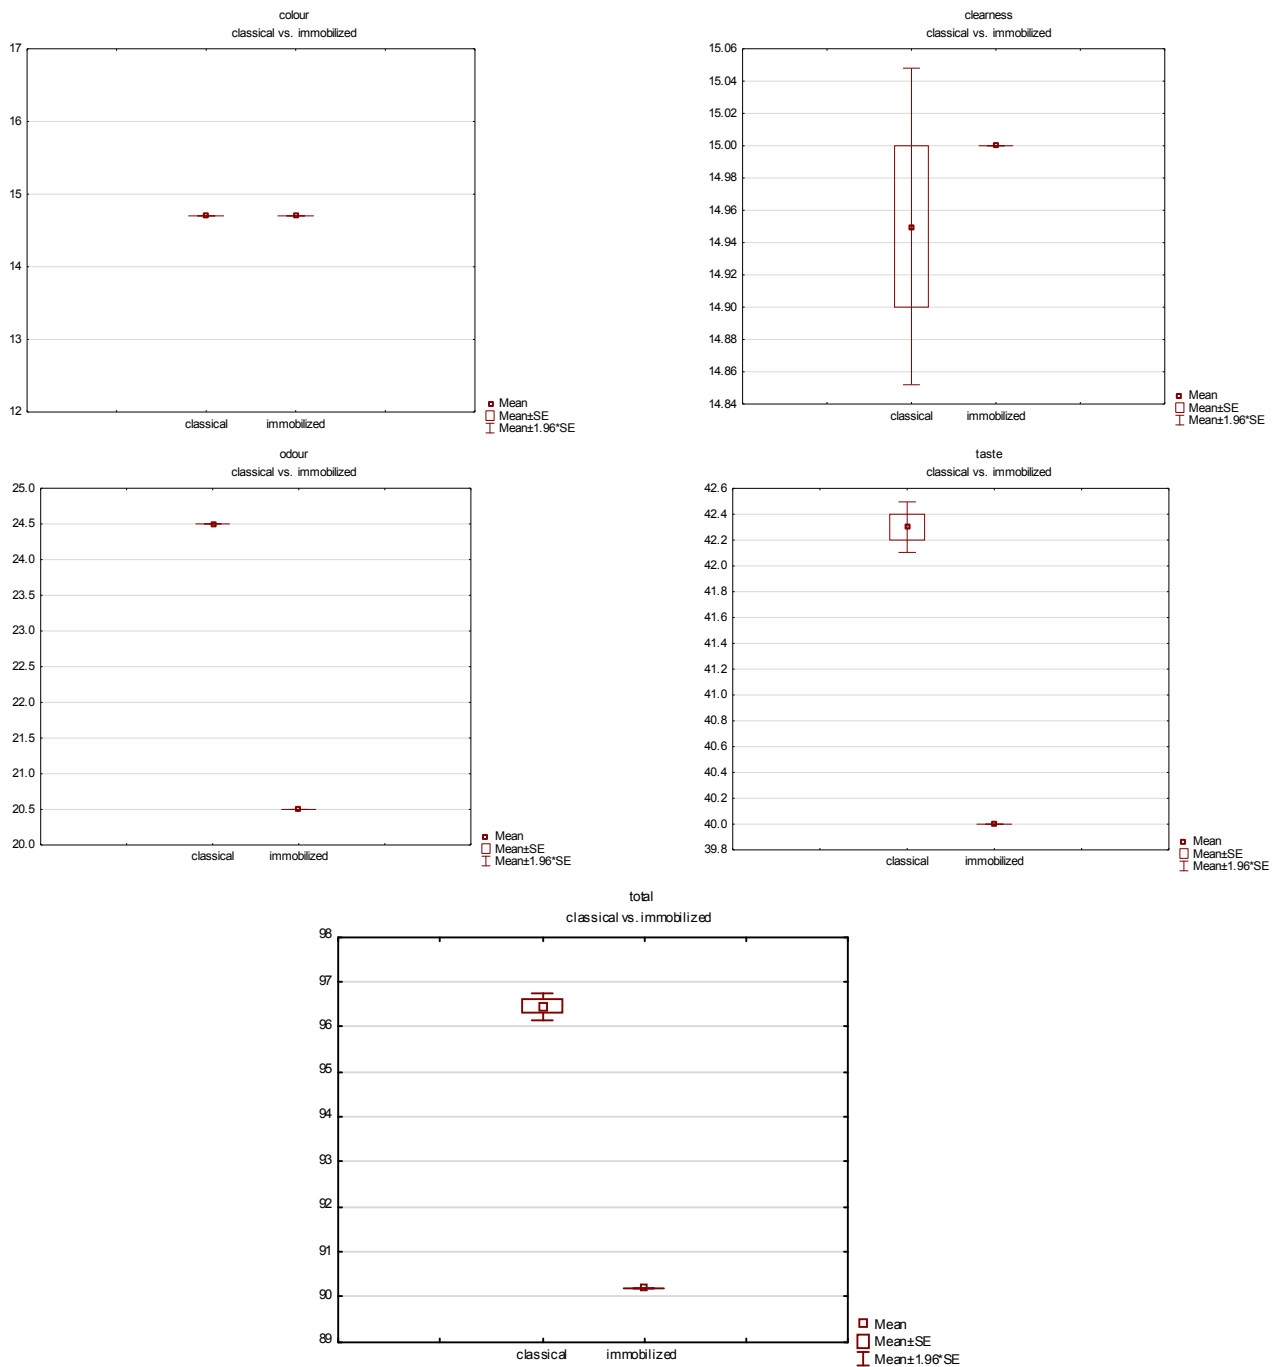 colour
classical vs. immobilized
17
16
15
14
13
12
classical immobilized
Mean
Mean±SE
Mean±1.96*SE
clearness
classical vs. immobilized
15.06
15.04
15.02
15.00
14.98
14.96
14.94
14.92
14.90
14.88
14.86
14.84
classical immobilized
Mean
Mean±SE
Mean±1.96*SE
odour
classical vs. immobilized
25.0
24.5
24.0
23.5
23.0
22.5
22.0
21.5
21.0
20.5
20.0
classical immobilized
Mean
Mean±SE
Mean±1.96*SE
taste
classical vs. immobilized
42.6
42.4
42.2
42.0
41.8
41.6
41.4
41.2
41.0
40.8
40.6
40.4
40.2
40.0
39.8
classical immobilized
Mean
Mean±SE
Mean±1.96*SE
total
classical vs. immobilized
98
97
96
95
94
93
92
91
90
89
classical immobilized
Mean
Mean±SE
Mean±1.96*SE